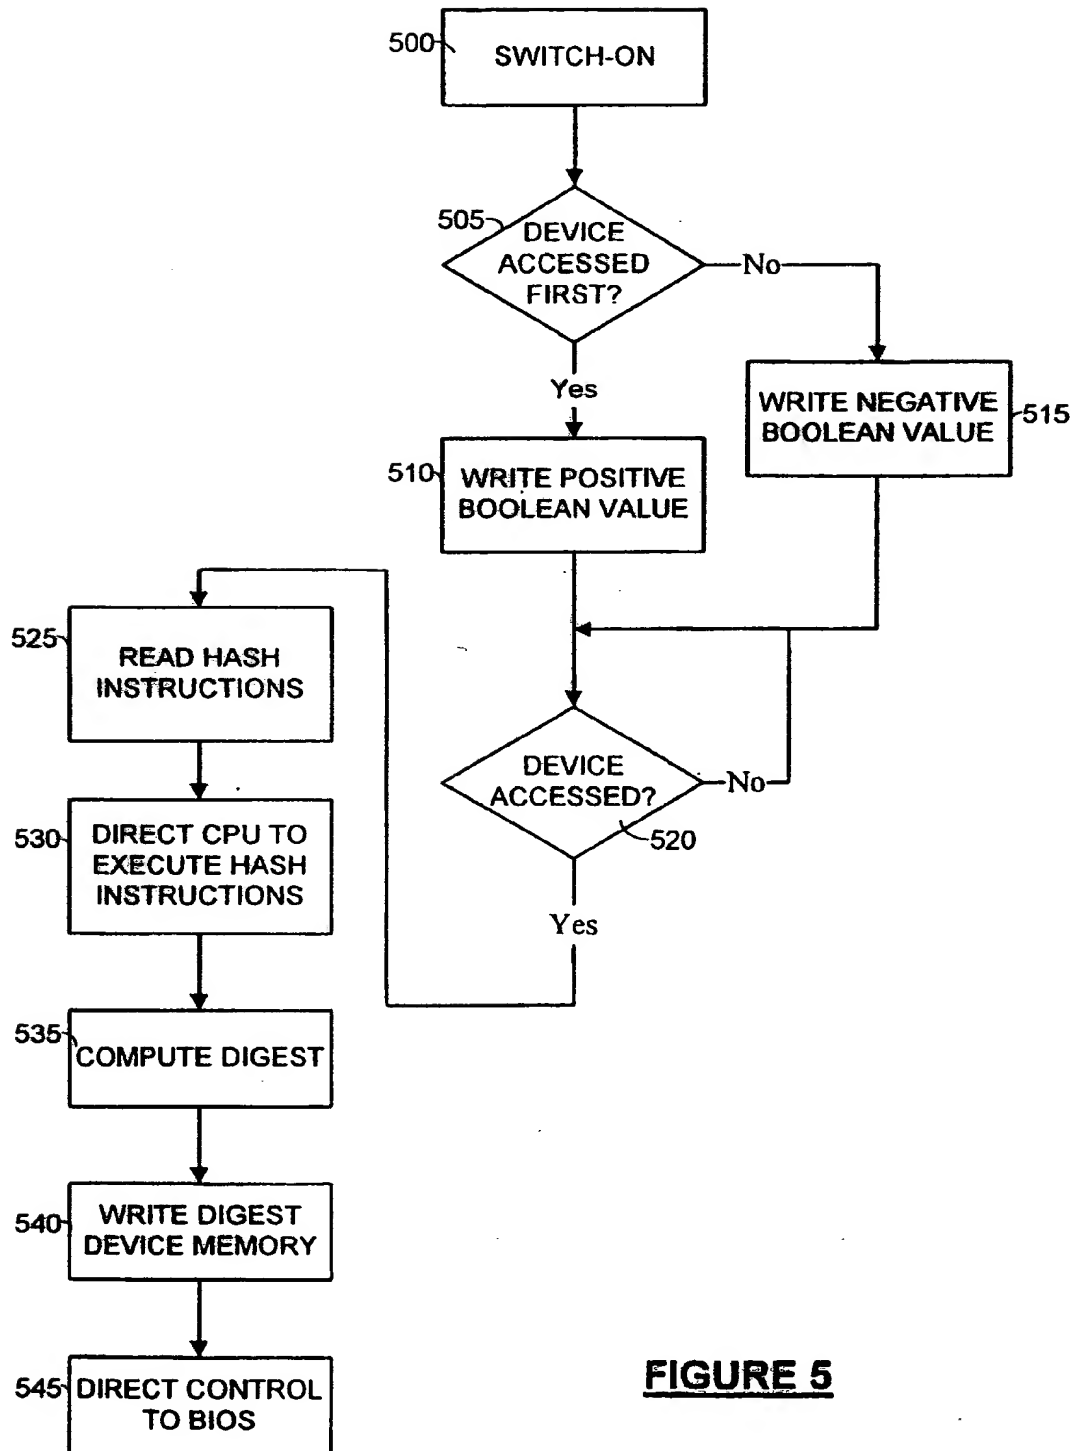 500
SWITCH-ON
505
DEVICE
ACCESSED
FIRST?
No
Yes
WRITE NEGATIVE
BOOLEAN VALUE
515
510
WRITE POSITIVE
BOOLEAN VALUE
525
READ HASH
INSTRUCTIONS
DEVICE
ACCESSED?
No
520
Yes
530
DIRECT CPU TO
EXECUTE HASH
INSTRUCTIONS
535
COMPUTE DIGEST
540
WRITE DIGEST
DEVICE MEMORY
545
DIRECT CONTROL
TO BIOS
FIGURE 5